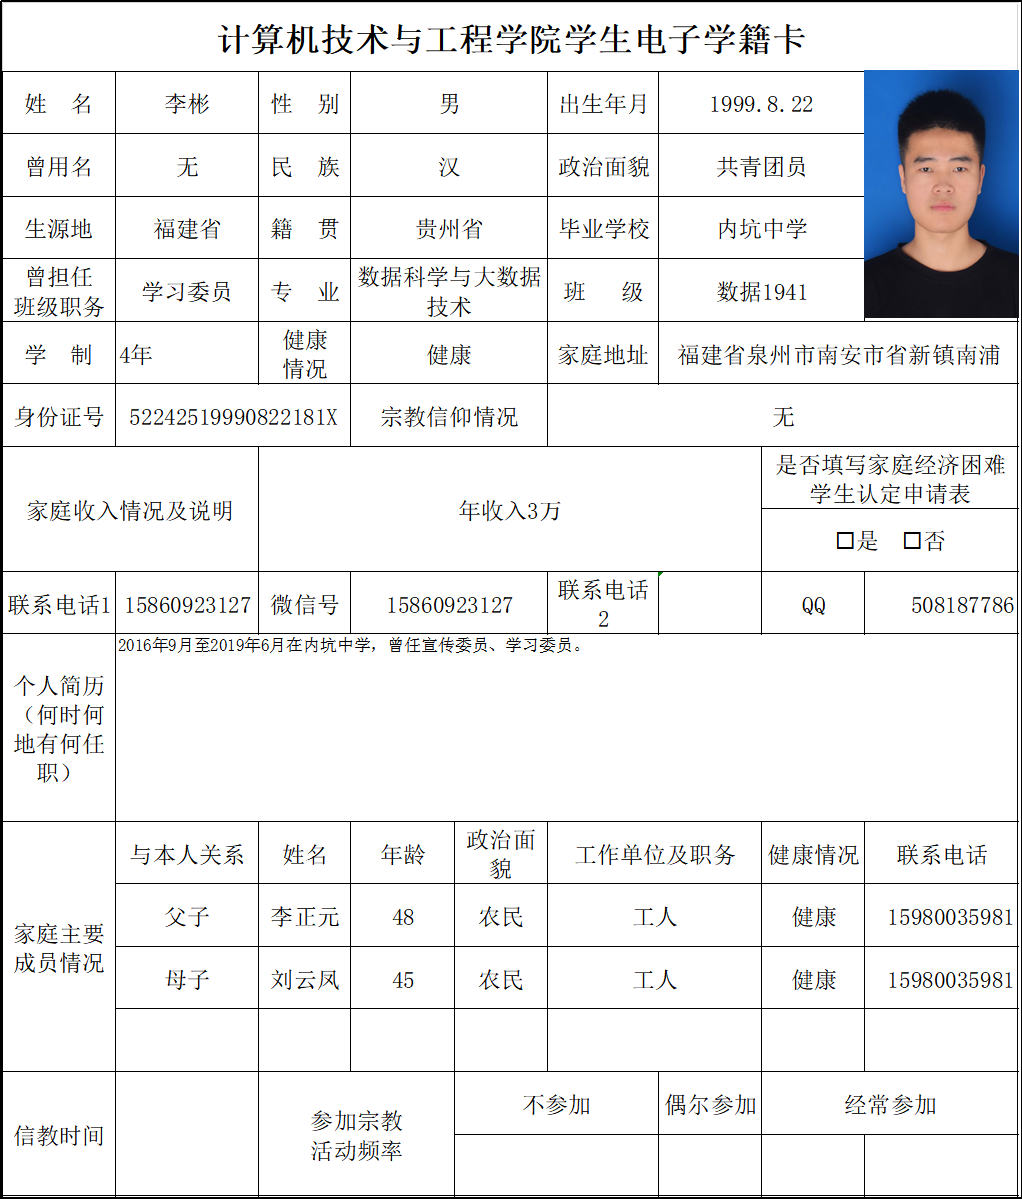 计算机技术与工程学院学生电子学籍卡
姓 名 李彬 性 别 男 出生年月 1999.8.22
曾用名 无 民 族 汉 政治面貌 共青团员
生源地 福建省 籍 贯 贵州省 毕业学校 内坑中学
曾担任
班级职务 学习委员 专 业 数据科学与大数据
技术 班 级 数据1941
学 制 4年 健康
情况 健康 家庭地址 福建省泉州市南安市省新镇南浦
身份证号 52242519990822181X 宗教信仰情况 无
家庭收入情况及说明 年收入3万 是否填写家庭经济困难
学生认定申请表
□是 □否
联系电话1 15860923127 微信号 15860923127 联系电话
2 QQ 508187786
个人简历
（何时何
地有何任
职）
2016年9月至2019年6月在内坑中学，曾任宣传委员、学习委员。
家庭主要
成员情况
与本人关系 姓名 年龄 政治面
貌 工作单位及职务 健康情况 联系电话
父子 李正元 48 农民 工人 健康 15980035981
母子 刘云凤 45 农民 工人 健康 15980035981
信教时间 参加宗教
活动频率 不参加 偶尔参加 经常参加